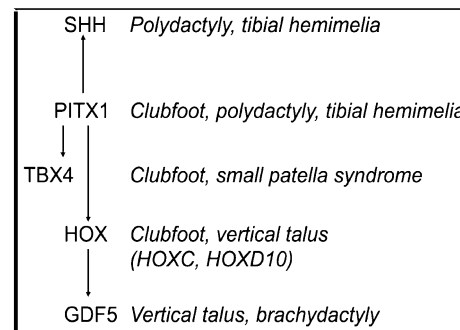 SHH Polydactyly, tibial hemimelia
PITX1 Clubfoot, polydactyly, tibial hemimelia
TBX4 Clubfoot, small patella syndrome
HOX Clubfoot, vertical talus
(HOXC, HOXD10)
GDF5 Vertical talus, brachydactyly